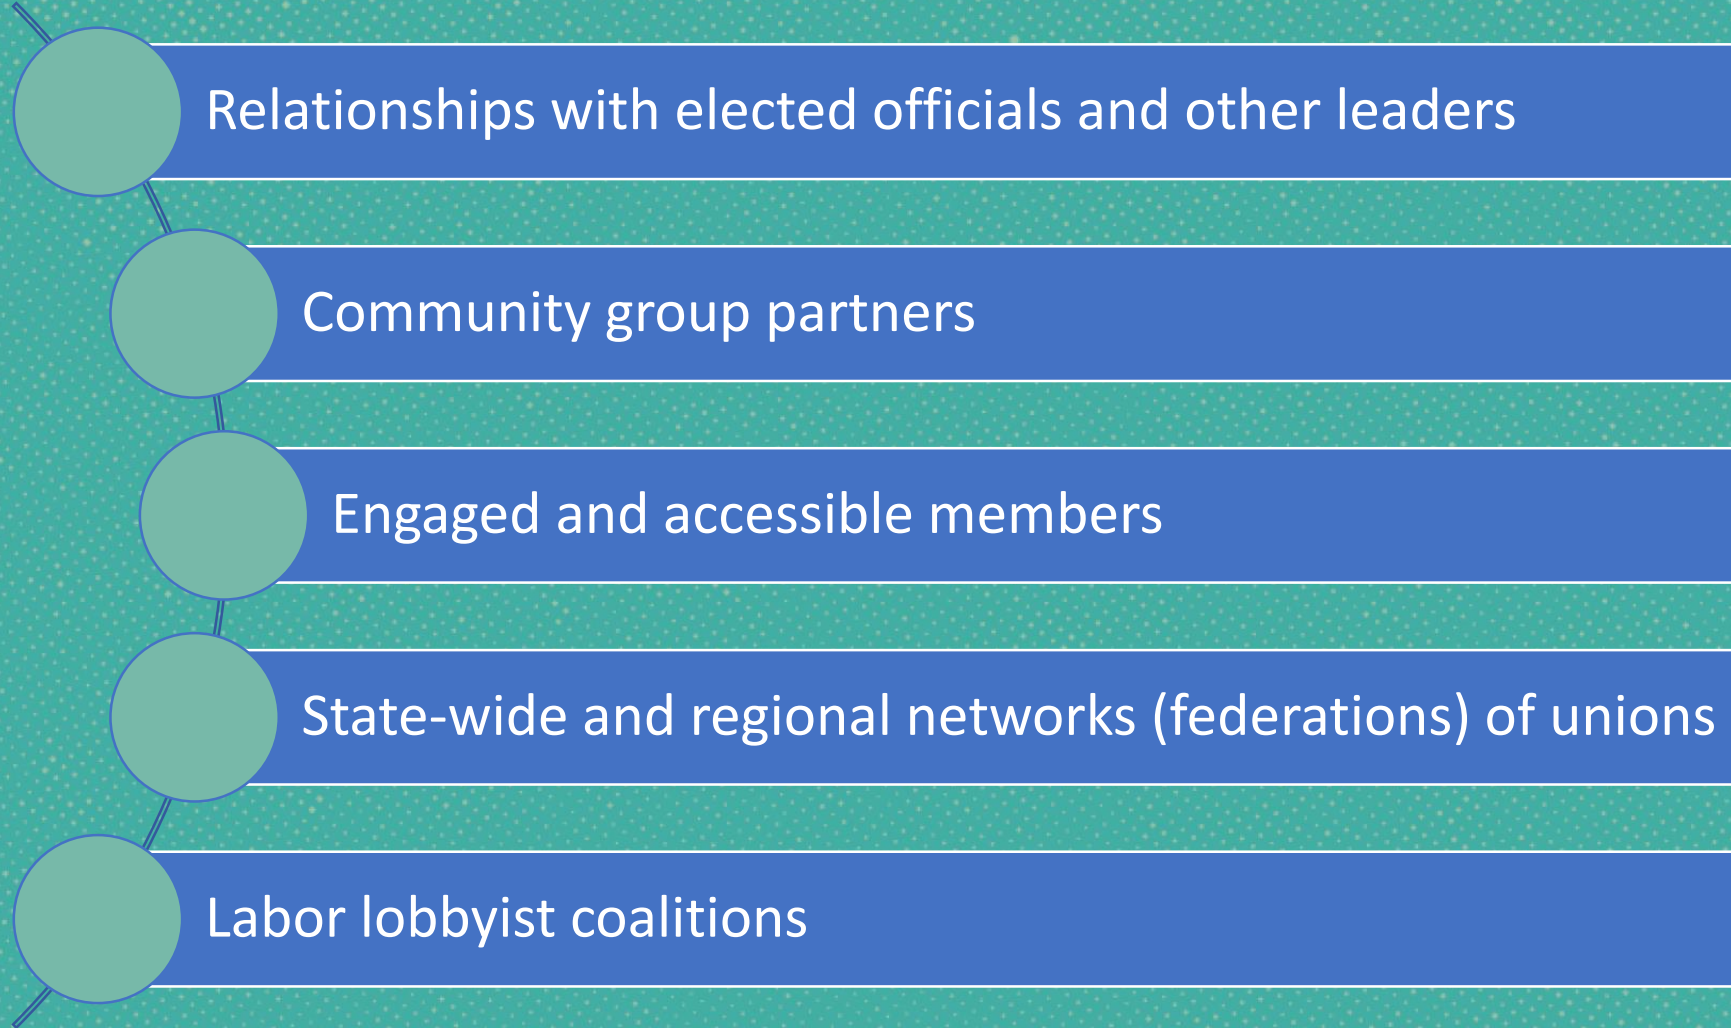 Relationships with elected officials and other leaders
Community group partners
Engaged and accessible members
State-wide and regional networks (federations) of unions
Labor lobbyist coalitions